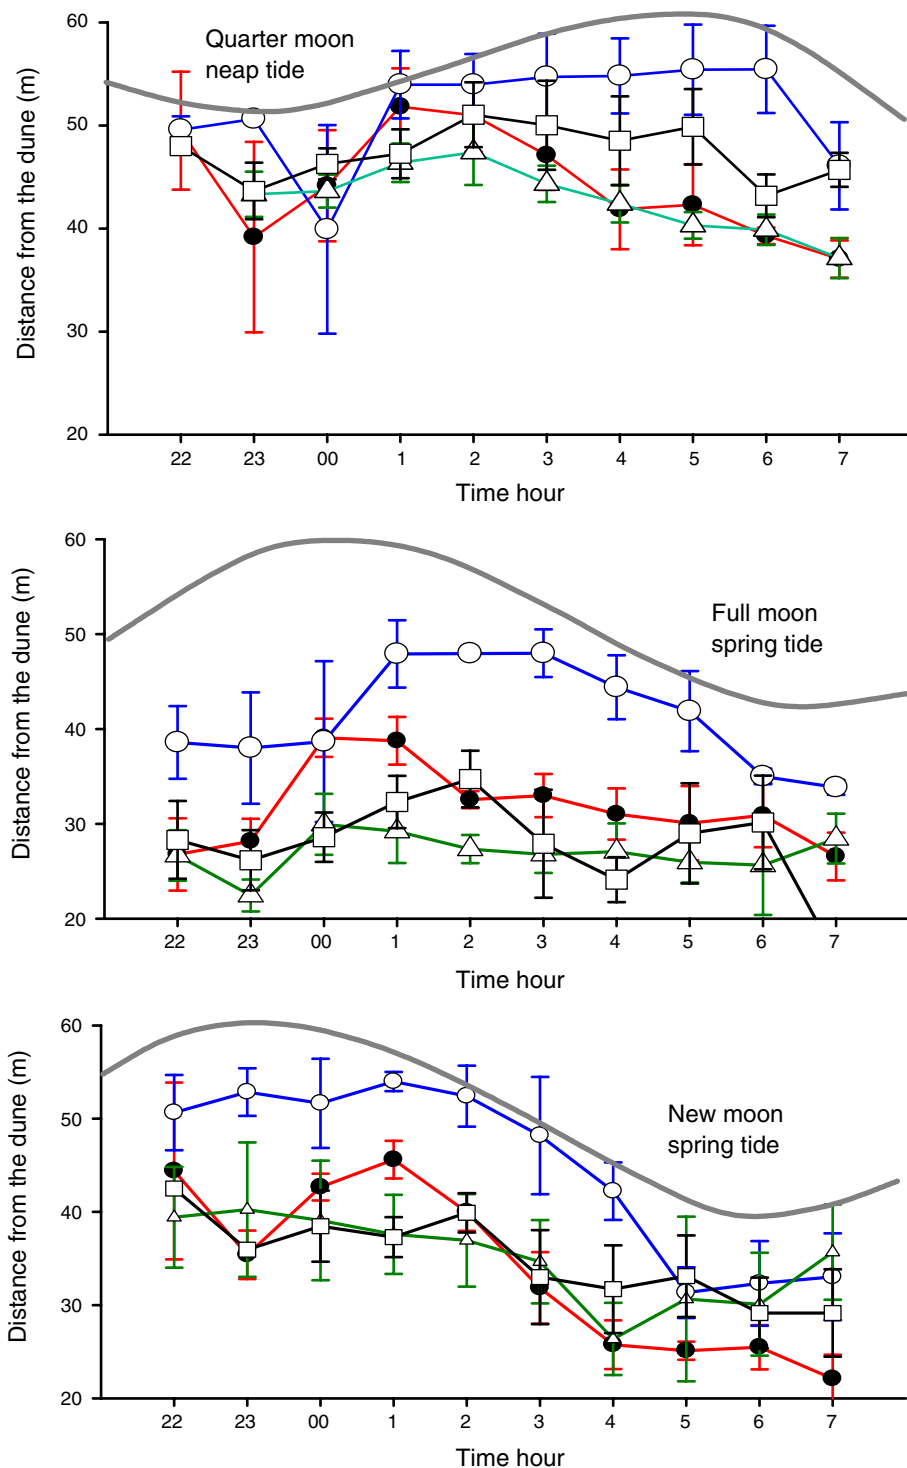 60
50
40
30
20
Distance from the dune (m)
Quarter moon
neap tide
22 23 00 1 2 3 4 5 6 7
Time hour
60
50
40
30
20
Distance from the dune (m)
Full moon
spring tide
22 23 00 1 2 3 4 5 6 7
Time hour
60
50
40
30
20
Distance from the dune (m)
New moon
spring tide
22 23 00 1 2 3 4 5 6 7
Time hour